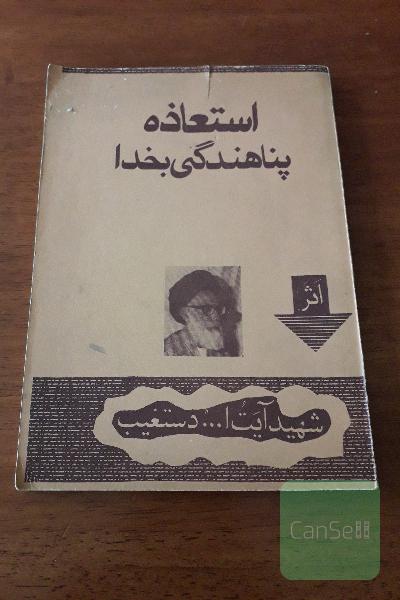 استعاذه
پناهندگی بخدا
اثر
شهید آیت ا... دستغیب
CanSell